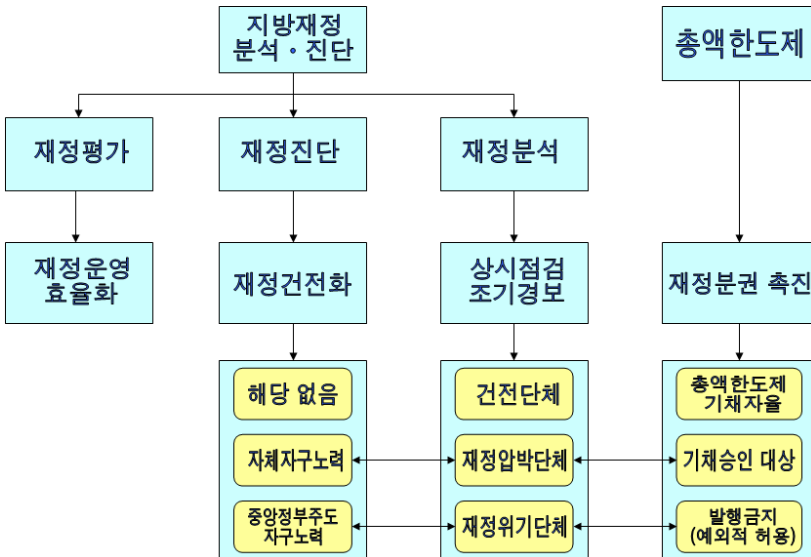 지방재정
분석·진단
총액한도제
재정평가
재정진단
재정분석
재정운영
효율화
재정건전화
상시점검
조기경보
재정분권 촉진
해당 없음
건전단체
총액한도제
기채자율
자체자구노력
재정압박단체
기채승인 대상
중앙정부주도
자구노력
재정위기단체
발행금지
(예외적 허용)